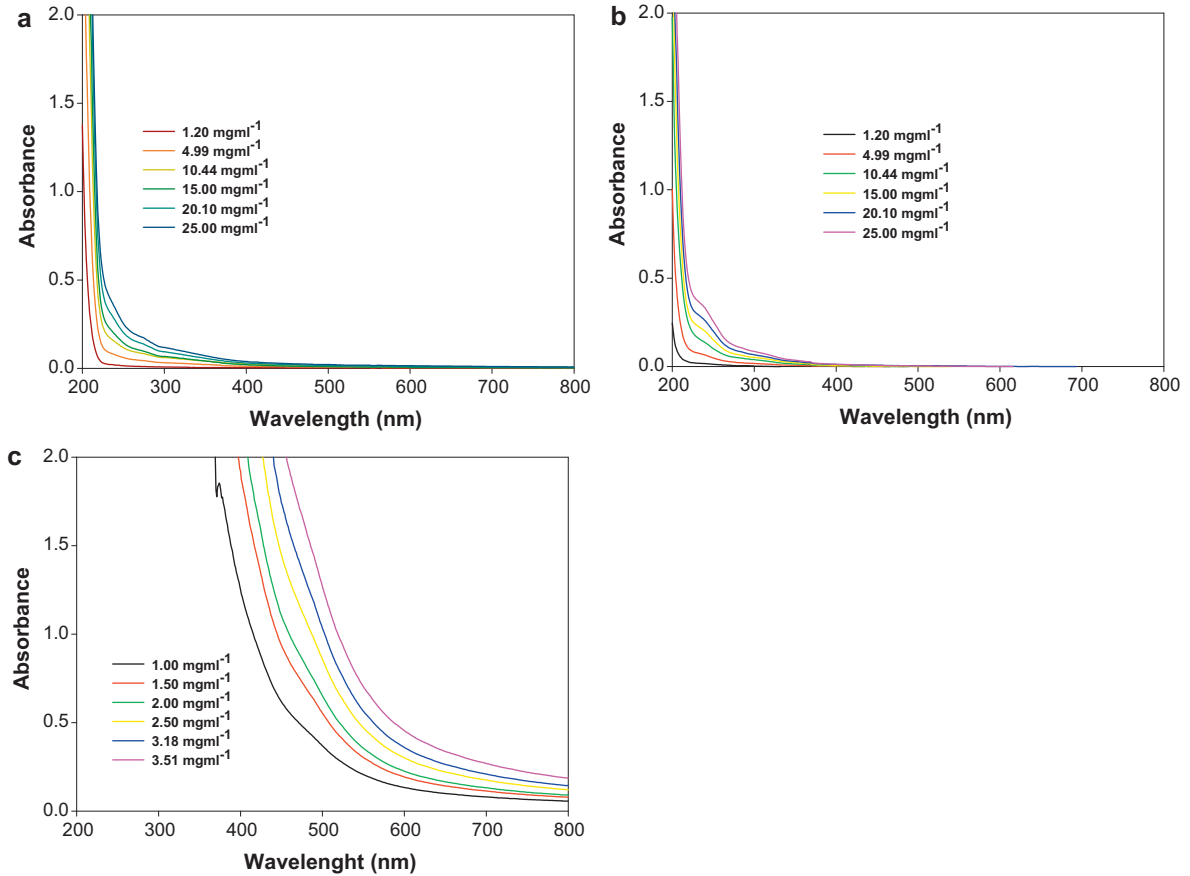 a
2.0
1.5
1.0
0.5
0.0
Absorbance
1.20 mgml⁻¹
4.99 mgml⁻¹
10.44 mgml⁻¹
15.00 mgml⁻¹
20.10 mgml⁻¹
25.00 mgml⁻¹
200 300 400 500 600 700 800
Wavelength (nm)
b
2.0
1.5
1.0
0.5
0.0
Absorbance
1.20 mgml⁻¹
4.99 mgml⁻¹
10.44 mgml⁻¹
15.00 mgml⁻¹
20.10 mgml⁻¹
25.00 mgml⁻¹
200 300 400 500 600 700 800
Wavelength (nm)
c
2.0
1.5
1.0
0.5
0.0
Absorbance
1.00 mgml⁻¹
1.50 mgml⁻¹
2.00 mgml⁻¹
2.50 mgml⁻¹
3.18 mgml⁻¹
3.51 mgml⁻¹
200 300 400 500 600 700 800
Wavelenght (nm)